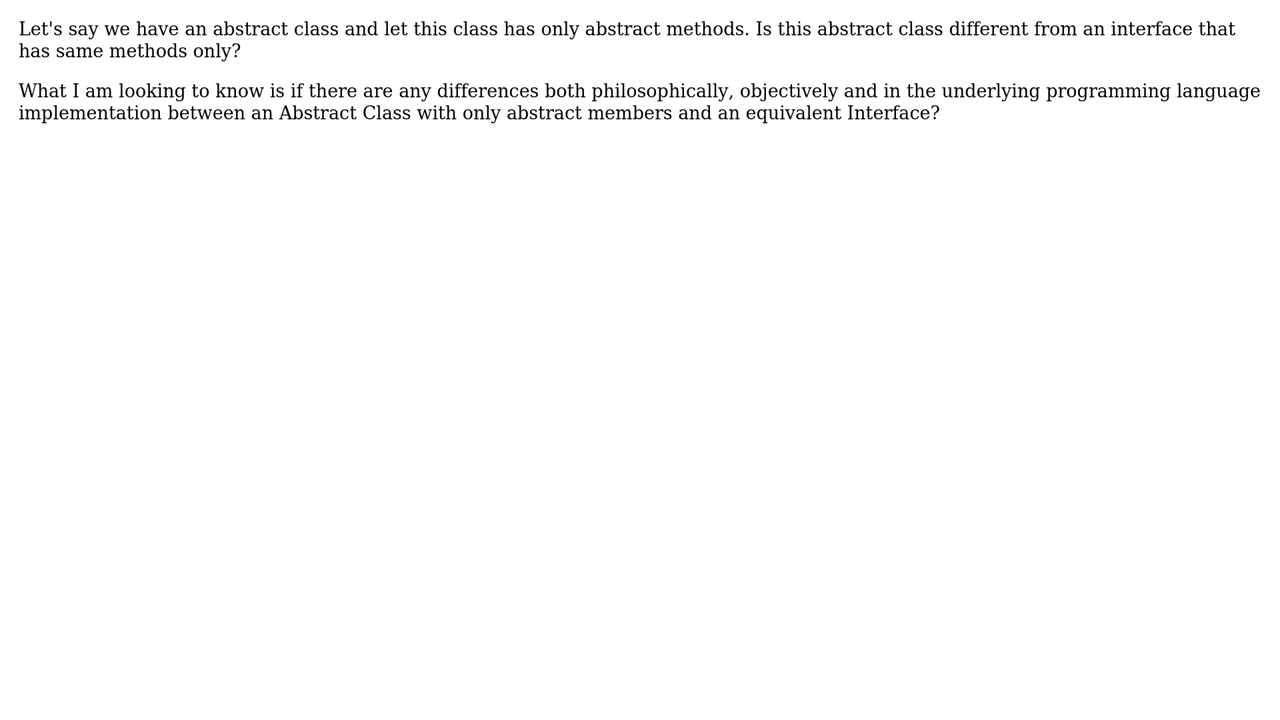 Let's say we have an abstract class and let this class has only abstract methods. Is this abstract class different from an interface that
has same methods only?
What I am looking to know is if there are any differences both philosophically, objectively and in the underlying programming language
implementation between an Abstract Class with only abstract members and an equivalent Interface?